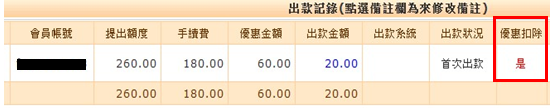 出款記錄(點選備註欄為來修改備註)
會員帳號 提出額度 手續費 優惠金額 出款金額 出款系統 出款狀況 優惠扣除
260.00 180.00 60.00 20.00 首次出款 是
260.00 180.00 60.00 20.00